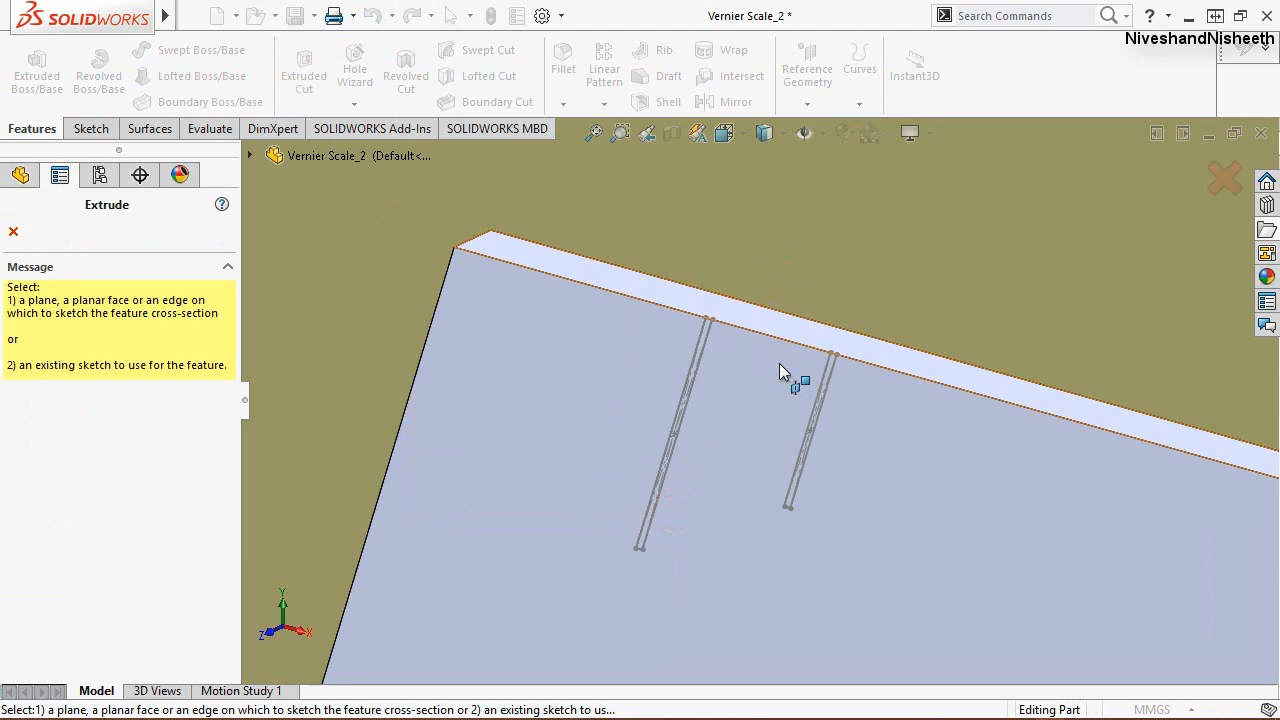 SOLIDWORKS
Vernier Scale_2 *
Search Commands
NiveshandNisheeth
Extruded Boss/Base
Revolved Boss/Base
Swept Boss/Base
Lofted Boss/Base
Boundary Boss/Base
Extruded Cut
Hole Wizard
Revolved Cut
Swept Cut
Lofted Cut
Boundary Cut
Fillet
Linear Pattern
Rib
Draft
Shell
Wrap
Intersect
Mirror
Reference Geometry
Curves
Instant3D
Features
Sketch
Surfaces
Evaluate
DimXpert
SOLIDWORKS Add-Ins
SOLIDWORKS MBD
Vernier Scale_2 (Default<...
Extrude
Message
Select:
1) a plane, a planar face or an edge on
which to sketch the feature cross-section
or
2) an existing sketch to use for the feature.
Y
Z
X
Model
3D Views
Motion Study 1
Select:1) a plane, a planar face or an edge on which to sketch the feature cross-section or 2) an existing sketch to us...
Editing Part
MMGS